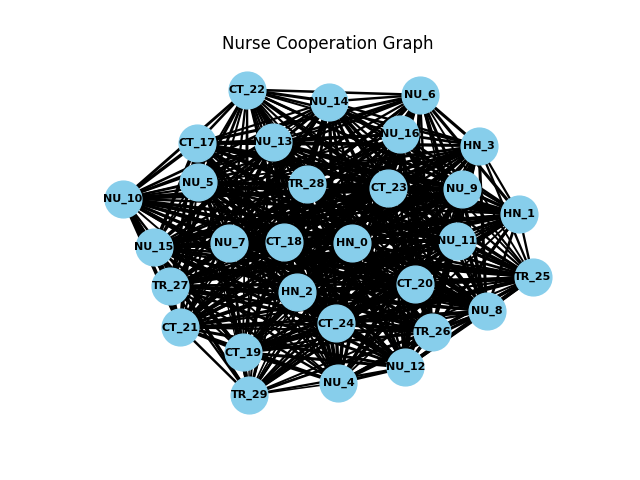 Nurse Cooperation Graph
CT_22
NU_6
NU_14
NU_16
NU_13
CT_17
HN_3
NU_5
TR_28
CT_23
NU_9
NU_10
HN_1
NU_15
NU_7
CT_18
HN_0
NU_11
TR_25
TR_27
HN_2
CT_20
NU_8
CT_21
CT_24
TR_26
CT_19
NU_12
NU_4
TR_29